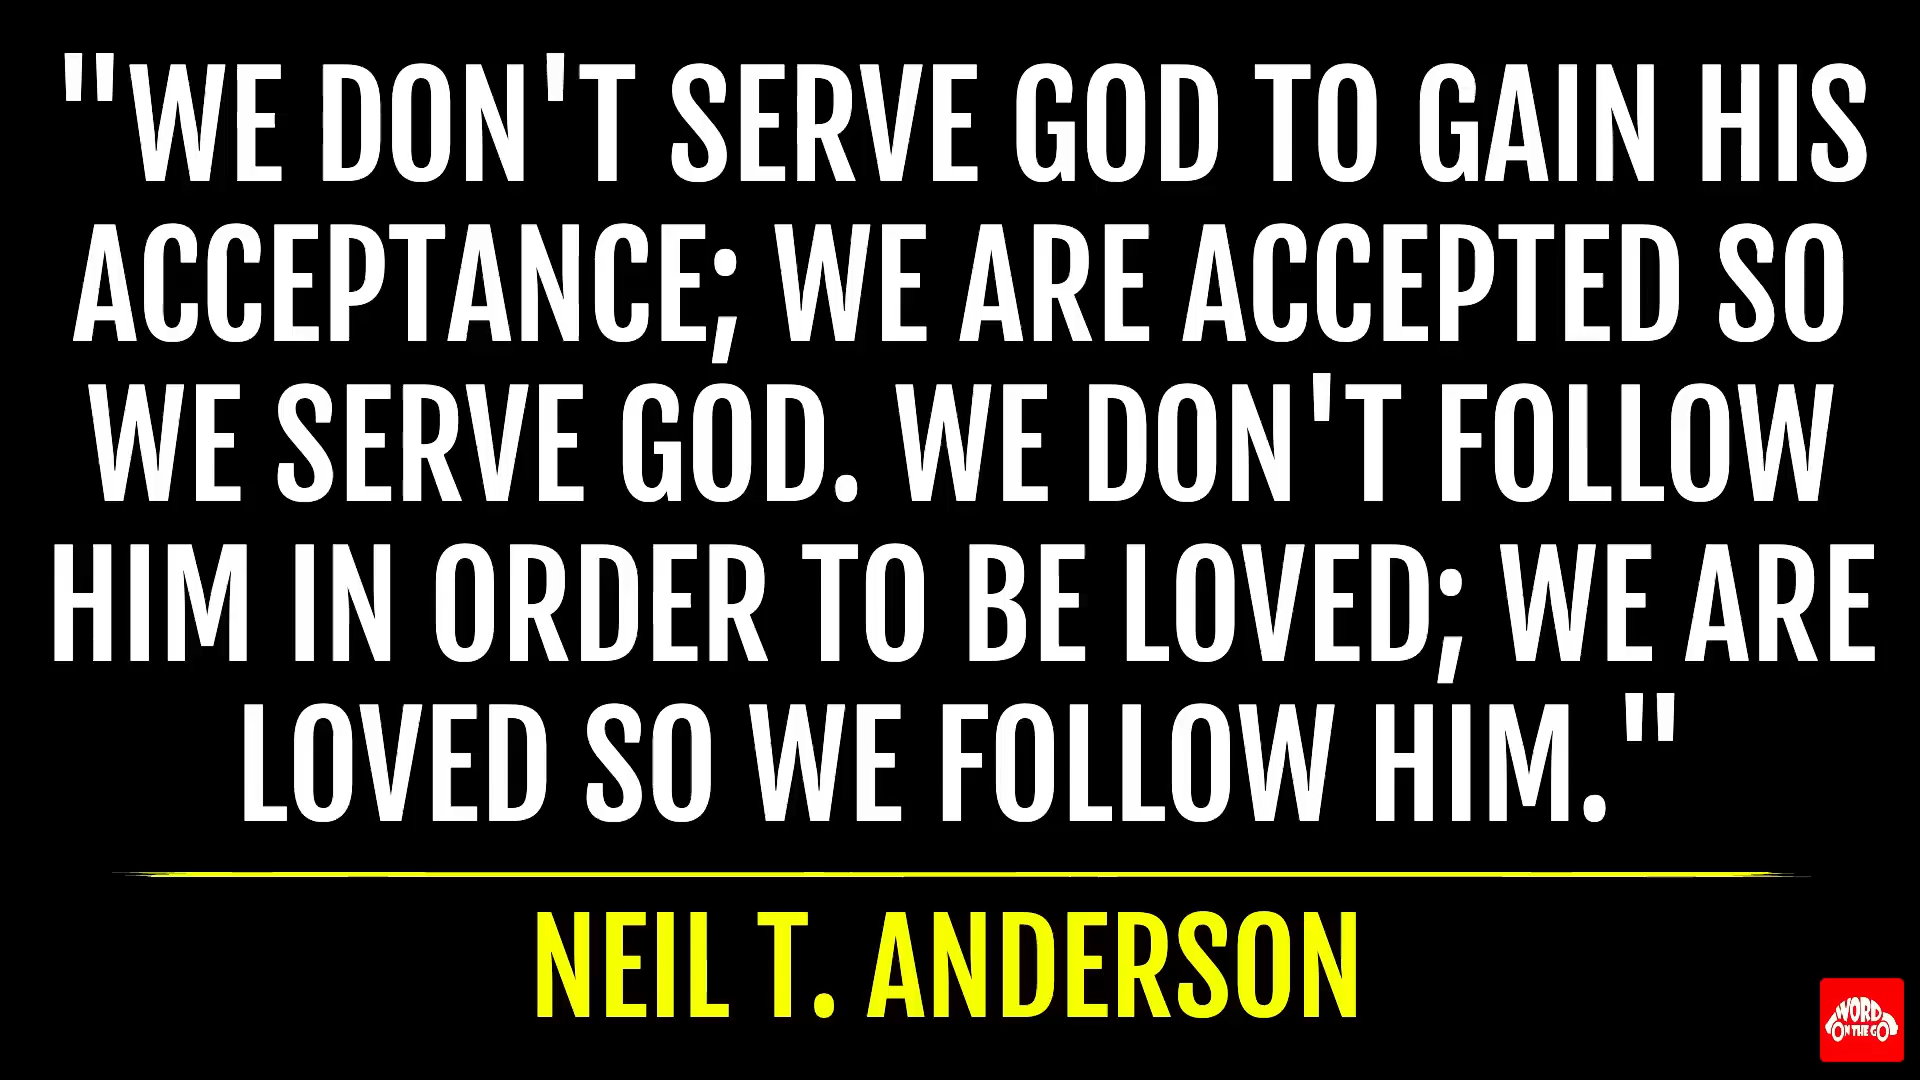 "WE DON'T SERVE GOD TO GAIN HIS
ACCEPTANCE; WE ARE ACCEPTED SO
WE SERVE GOD. WE DON'T FOLLOW
HIM IN ORDER TO BE LOVED; WE ARE
LOVED SO WE FOLLOW HIM."
NEIL T. ANDERSON
WORD
ON THE GO